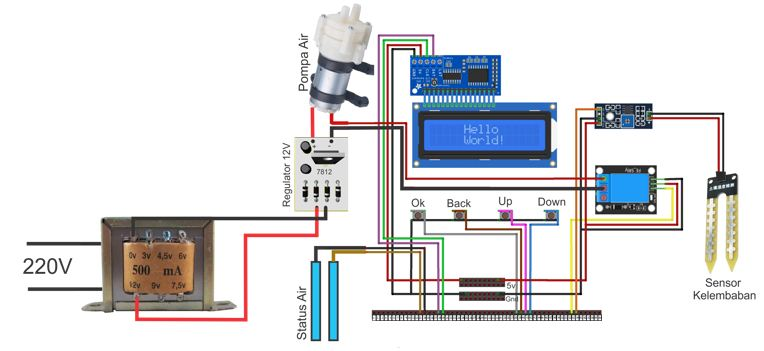 Pompa Air
Hello
World!
Regulator 12V
7812
Ok
Back
Up
Down
220V
0v 3v 4,5v 6v
500 mA
12v 9v 7,5v
Status Air
5v
Gnd
Sensor
Kelembaban